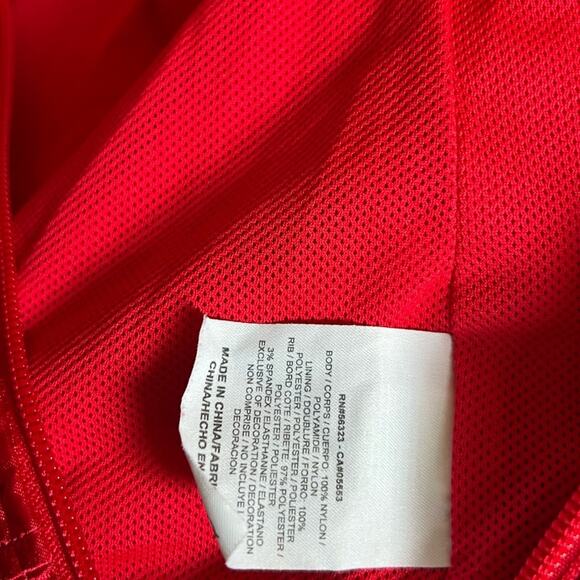 RN#56323 - CA#05553
BODY / CORPS / CUERPO: 100% NYLON /
POLYAMIDE / NYLON
LINING / DOUBLURE / FORRO: 100%
POLYESTER / POLYESTER / POLIESTER
RIB / BORD COTE / RIBETE: 97% POLYESTER /
POLYESTER / POLIESTER
3% SPANDEX / ELASTHANNE / ELASTANO
EXCLUSIVE OF DECORATION / DECORATION
NON COMPRISE / NO INCLUYE
DECORACION
MADE IN CHINA/FABRI
CHINA/HECHO EN